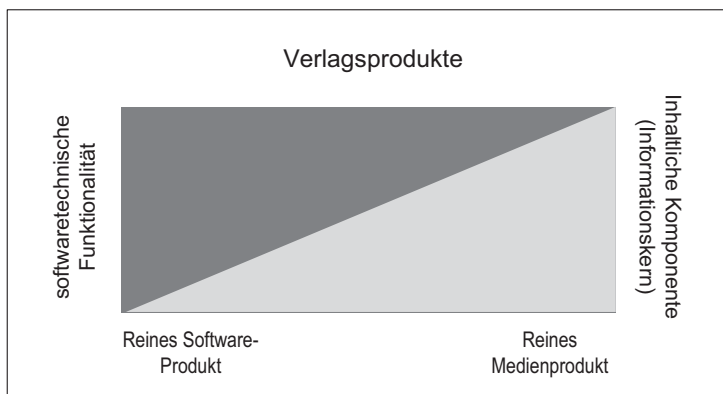 Verlagsprodukte
softwaretechnische
Funktionalität
Inhaltliche Komponente
(Informationskern)
Reines Software-
Produkt
Reines
Medienprodukt